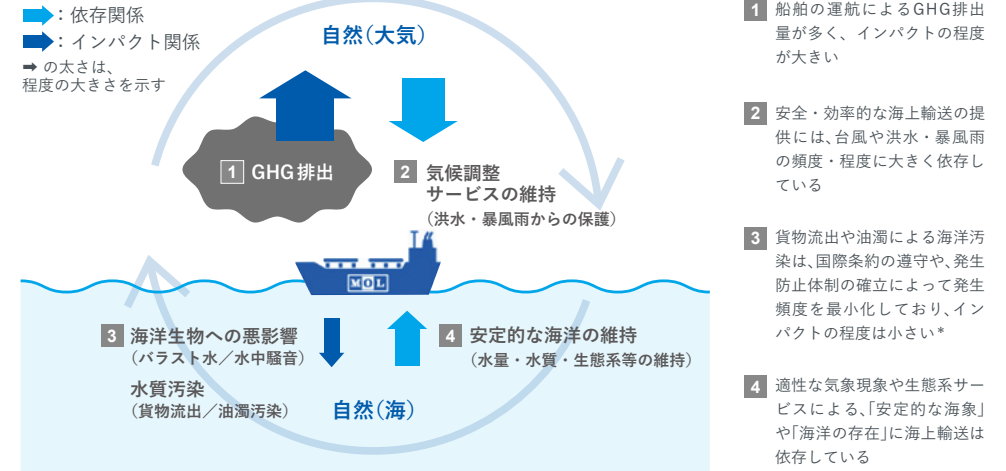 ：依存関係
：インパクト関係
➡ の太さは、
程度の大きさを示す
自然（大気）
1 GHG排出
2 気候調整
サービスの維持
（洪水・暴風雨からの保護）
MOL
3 海洋生物への悪影響
（バラスト水／水中騒音）
水質汚染
（貨物流出／油濁汚染）
4 安定的な海洋の維持
（水量・水質・生態系等の維持）
自然（海）
1 船舶の運航によるGHG排出
量が多く、インパクトの程度
が大きい
2 安全・効率的な海上輸送の提
供には、台風や洪水・暴風雨
の頻度・程度に大きく依存し
ている
3 貨物流出や油濁による海洋汚
染は、国際条約の遵守や、発生
防止体制の確立によって発生
頻度を最小化しており、イン
パクトの程度は小さい*
4 適性な気象現象や生態系サー
ビスによる、「安定的な海象」
や「海洋の存在」に海上輸送は
依存している